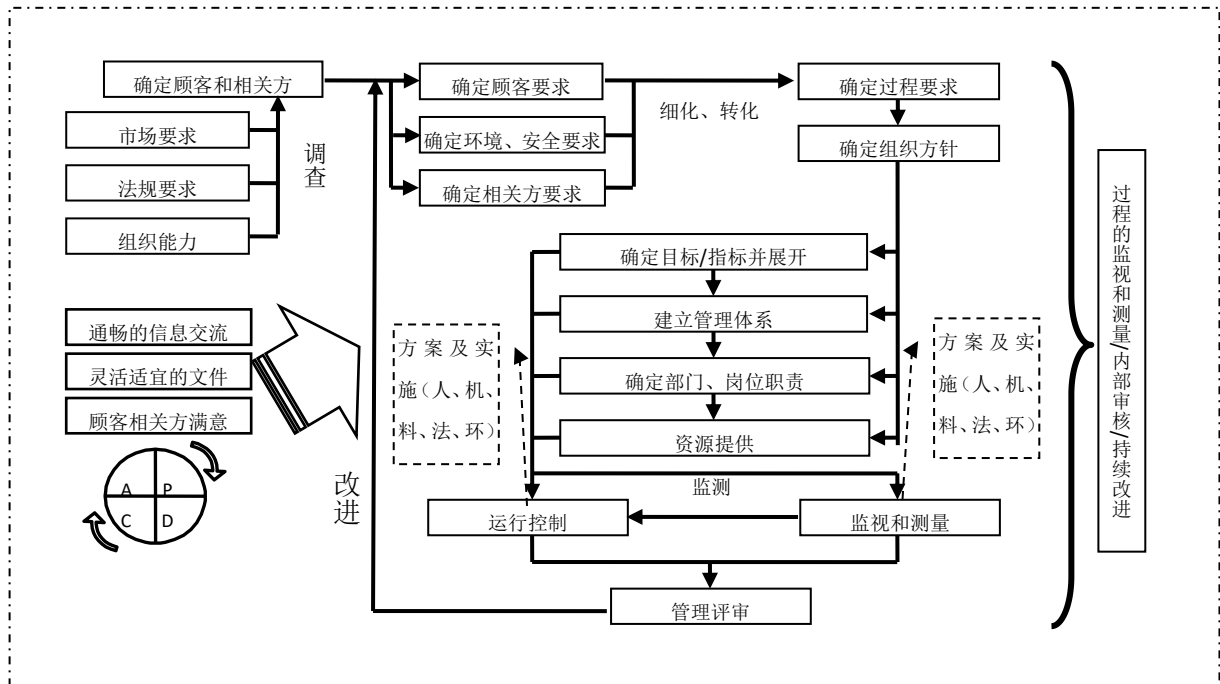 确定顾客和相关方
市场要求
法规要求
组织能力
调查
确定顾客要求
确定环境、安全要求
确定相关方要求
细化、转化
确定过程要求
确定组织方针
确定目标/指标并展开
建立管理体系
确定部门、岗位职责
资源提供
方案及实
施（人、机、
料、法、环）
方案及实
施（人、机、
料、法、环）
通畅的信息交流
灵活适宜的文件
顾客相关方满意
A P
C D
改进
监测
运行控制
监视和测量
管理评审
过程的监视和测量/内部审核/持续改进